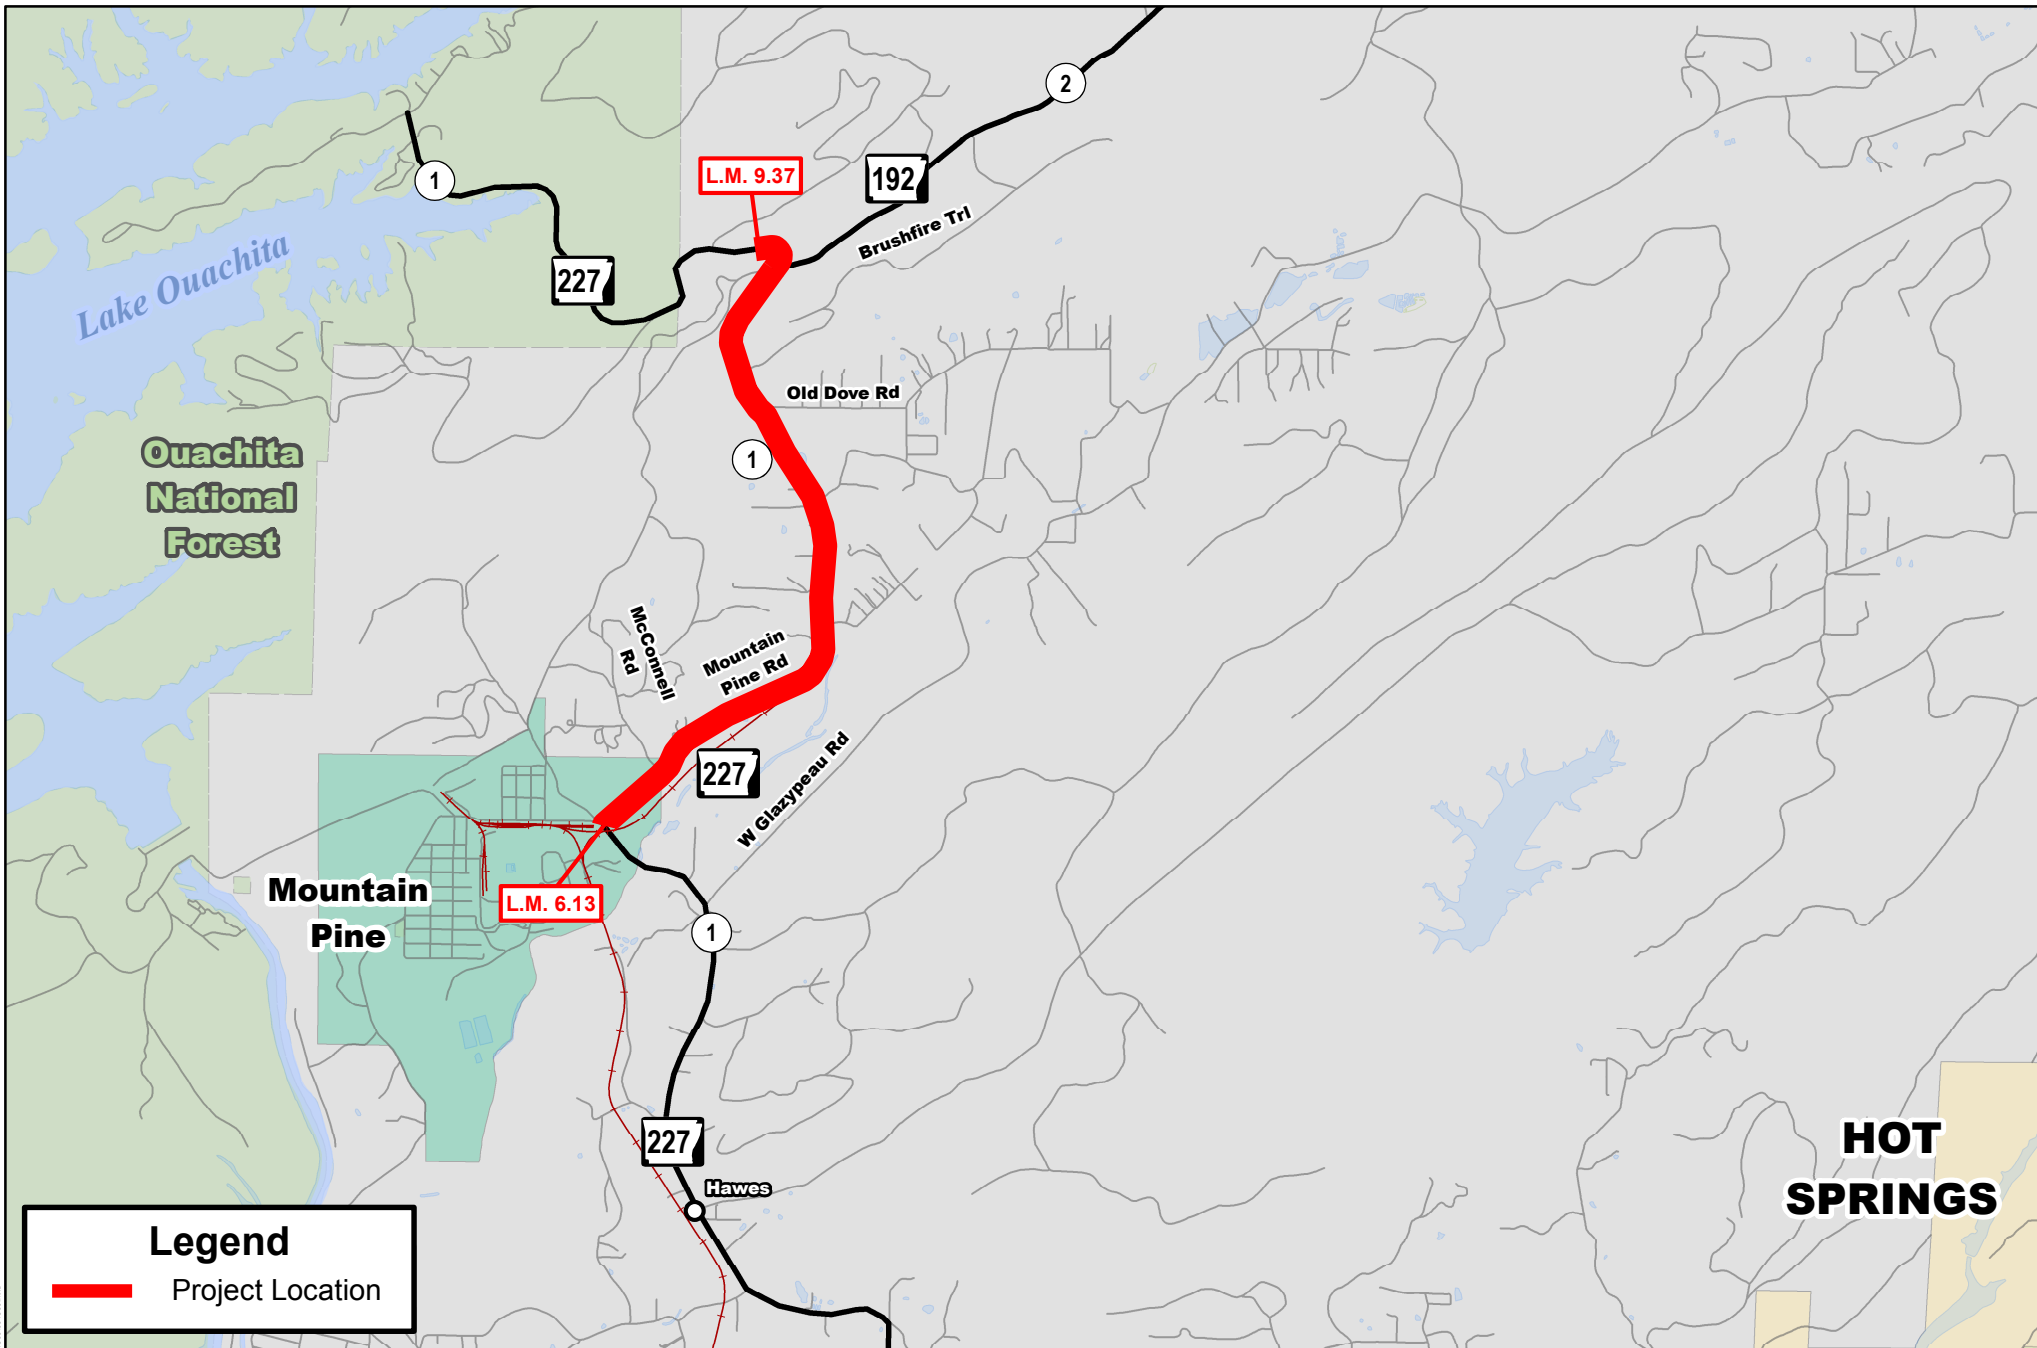 2
1
L.M. 9.37
192
Brushfire Trl
227
Lake Ouachita
Old Dove Rd
Ouachita
National
Forest
1
McConnell
Rd
Mountain
Pine Rd
227
W Glazypeau Rd
Mountain
Pine
L.M. 6.13
1
227
Hawes
HOT
SPRINGS
Legend
Project Location